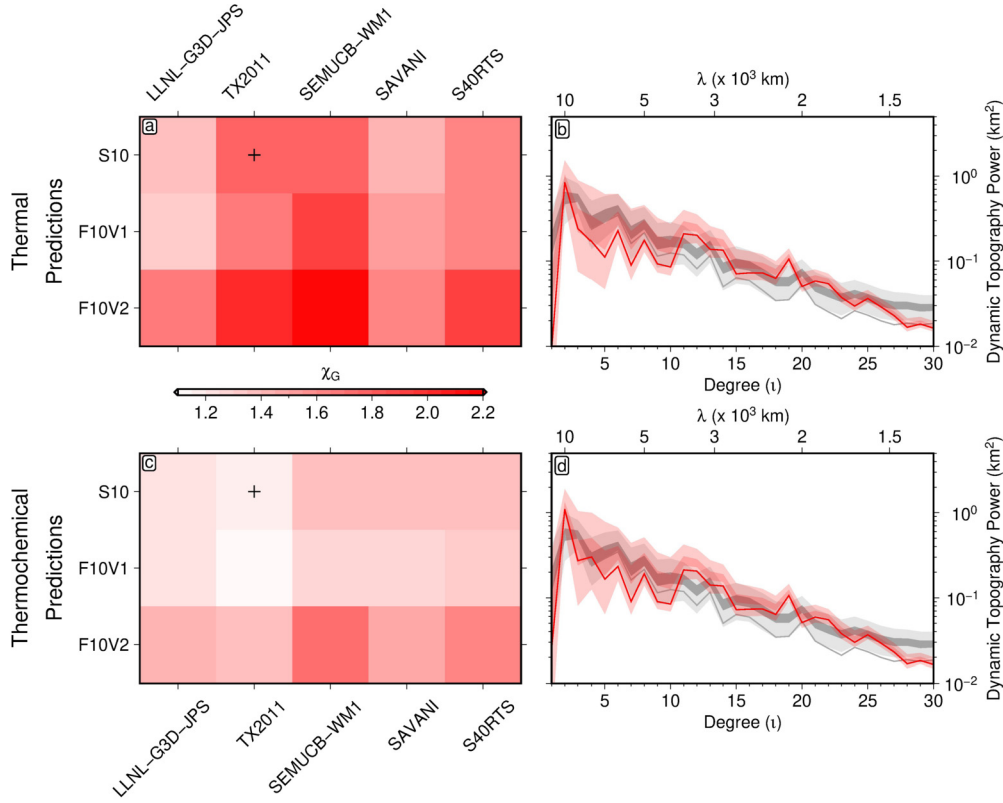 LLNL−G3D−JPS
TX2011
SEMUCB−WM1
SAVANI
S40RTS
a
S10
F10V1
F10V2
Thermal
Predictions
λ (x 10³ km)
10 5 3 2 1.5
b
10⁰
10⁻¹
10⁻²
Dynamic Topography Power (km²)
5 10 15 20 25 30
Degree (ι)
χG
1.2 1.4 1.6 1.8 2.0 2.2
c
S10
F10V1
F10V2
Thermochemical
Predictions
LLNL−G3D−JPS
TX2011
SEMUCB−WM1
SAVANI
S40RTS
λ (x 10³ km)
10 5 3 2 1.5
d
10⁰
10⁻¹
10⁻²
Dynamic Topography Power (km²)
5 10 15 20 25 30
Degree (ι)